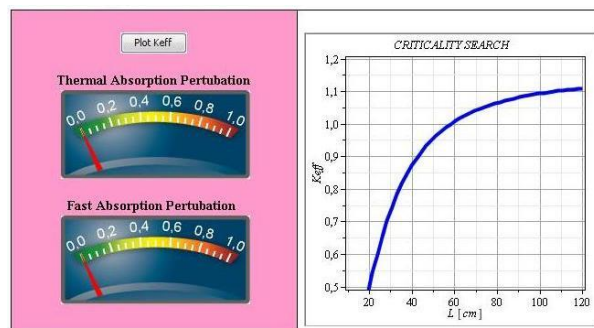 Plot Keff
Thermal Absorption Pertubation
0,0 0,2 0,4 0,6 0,8 1,0
Fast Absorption Pertubation
0,0 0,2 0,4 0,6 0,8 1,0
CRITICALITY SEARCH
1,2
1,1
1,0
0,9
0,8
0,7
0,6
0,5
Keff
20 40 60 80 100 120
L [cm]